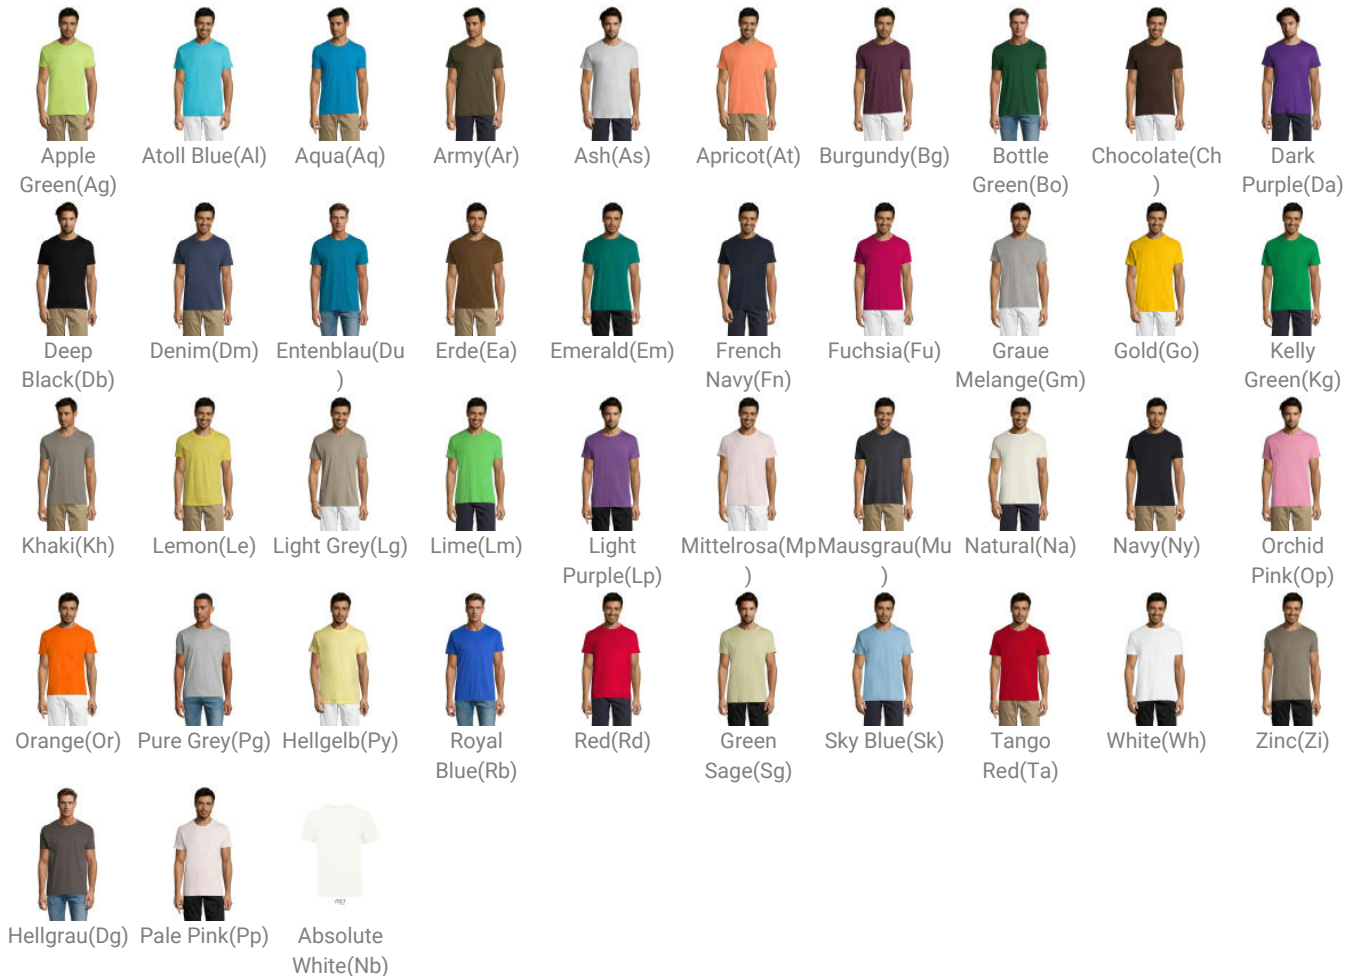 Apple Green(Ag)
Atoll Blue(Al)
Aqua(Aq)
Army(Ar)
Ash(As)
Apricot(At)
Burgundy(Bg)
Bottle Green(Bo)
Chocolate(Ch)
Dark Purple(Da)
Deep Black(Db)
Denim(Dm)
Entenblau(Du)
Erde(Ea)
Emerald(Em)
French Navy(Fn)
Fuchsia(Fu)
Graue Melange(Gm)
Gold(Go)
Kelly Green(Kg)
Khaki(Kh)
Lemon(Le)
Light Grey(Lg)
Lime(Lm)
Light Purple(Lp)
Mittelrosa(Mp)
Mausgrau(Mu)
Natural(Na)
Navy(Ny)
Orchid Pink(Op)
Orange(Or)
Pure Grey(Pg)
Hellgelb(Py)
Royal Blue(Rb)
Red(Rd)
Green Sage(Sg)
Sky Blue(Sk)
Tango Red(Ta)
White(Wh)
Zinc(Zi)
Hellgrau(Dg)
Pale Pink(Pp)
Absolute White(Nb)